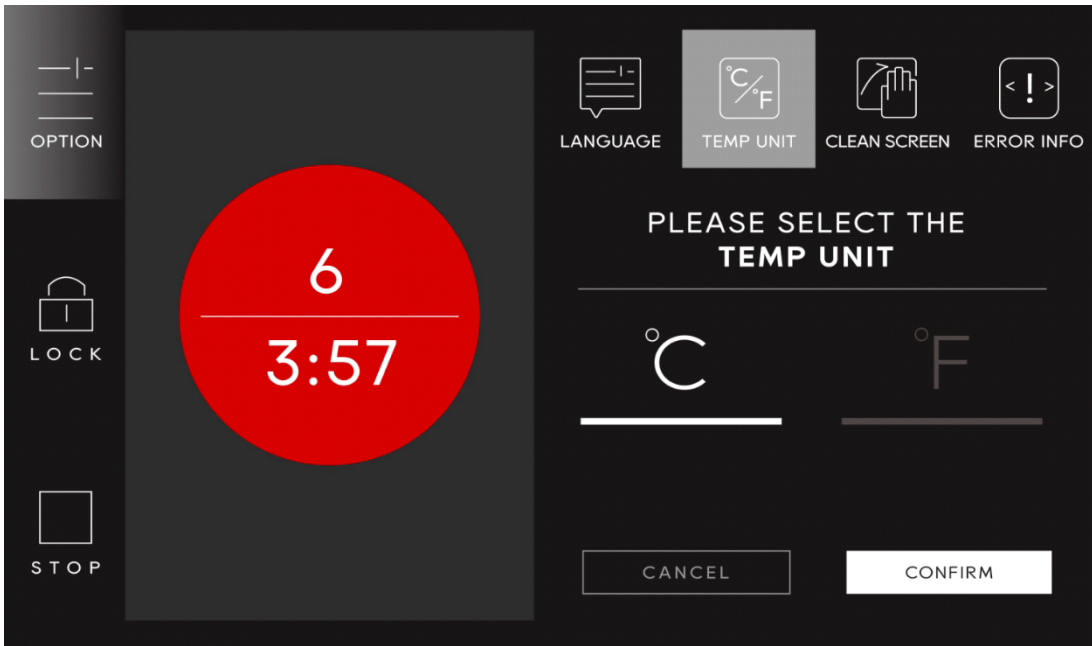 OPTION
LOCK
STOP
6
3:57
°C/°F
LANGUAGE
TEMP UNIT
CLEAN SCREEN
< ! >
ERROR INFO
PLEASE SELECT THE
TEMP UNIT
°C
°F
CANCEL
CONFIRM